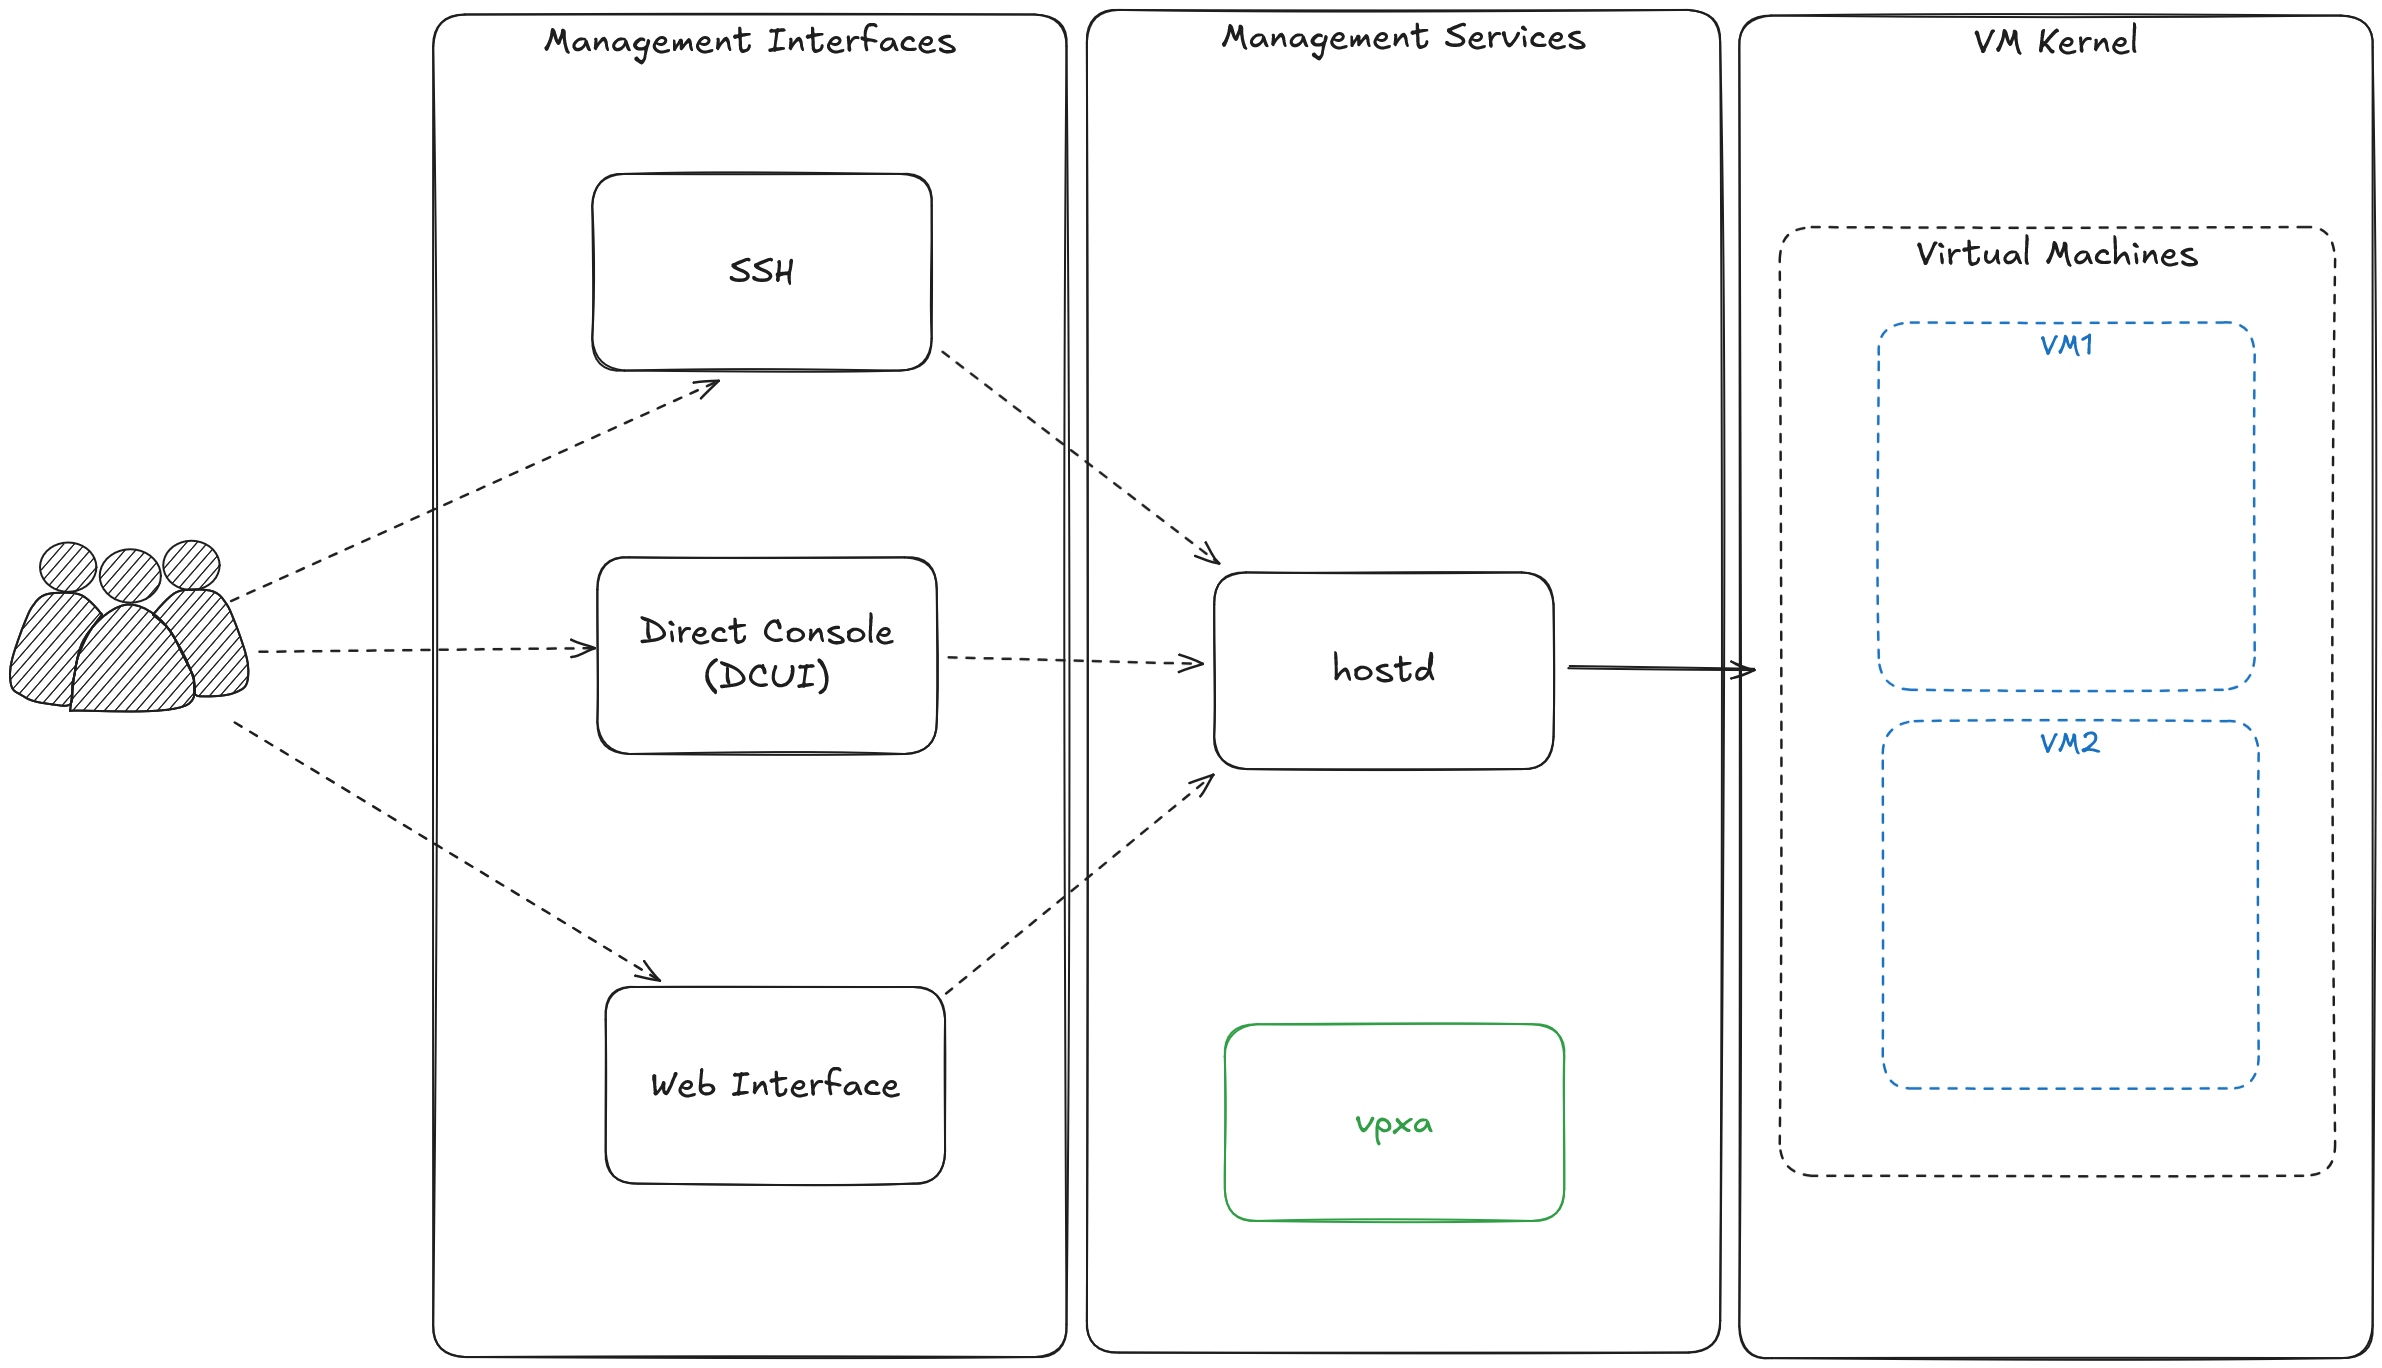 Management Interfaces
SSH
Direct Console
(DCUI)
Web Interface
Management Services
hostd
vpxa
VM Kernel
Virtual Machines
VM1
VM2